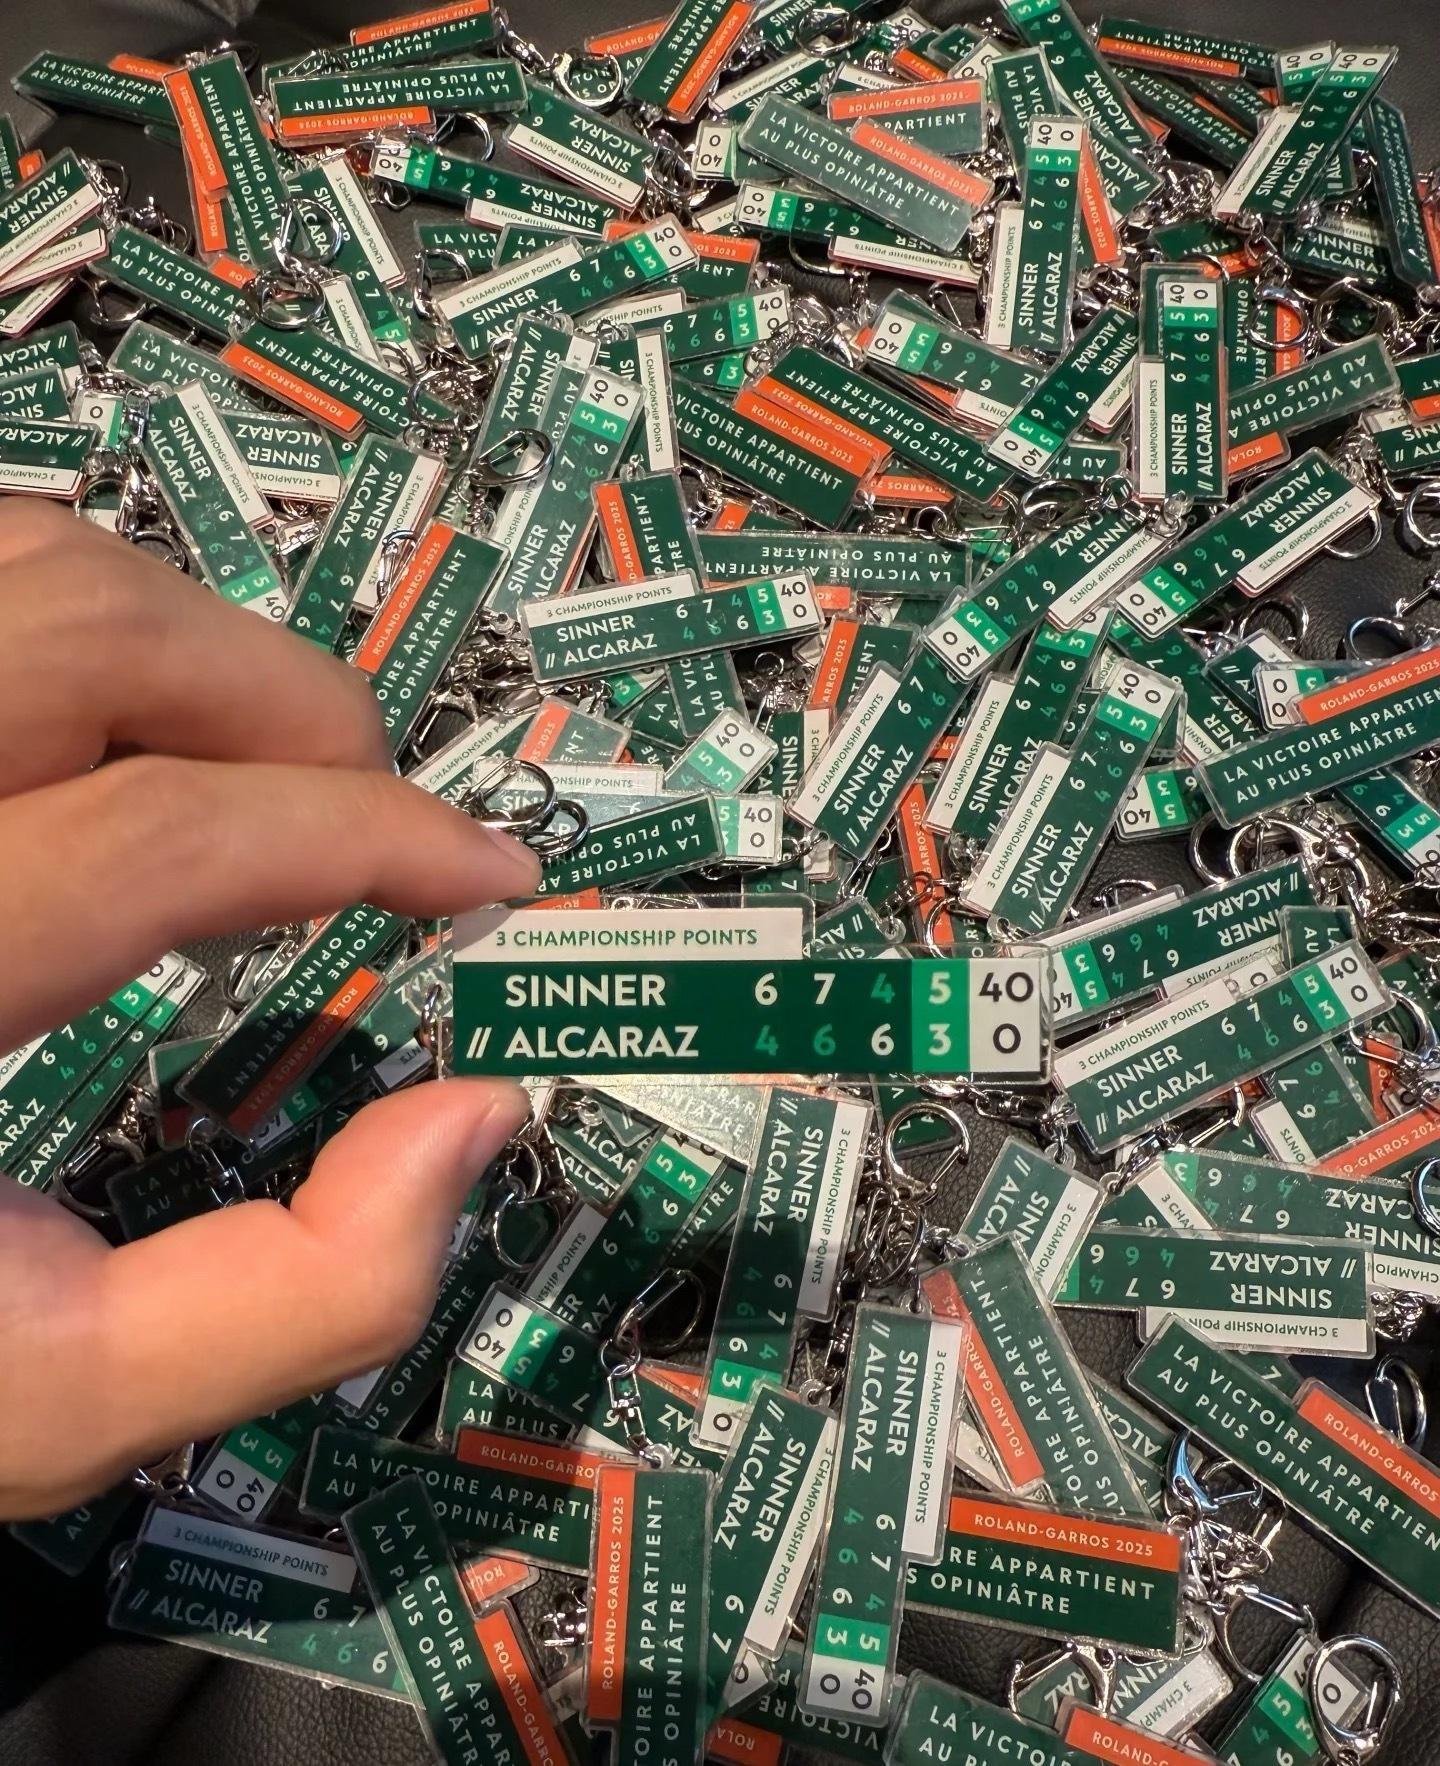 3 CHAMPIONSHIP POINTS
SINNER 6 7 4 5 40
// ALCARAZ 4 6 6 3 0
ROLAND-GARROS 2025
LA VICTOIRE APPARTIENT
AU PLUS OPINIÂTRE